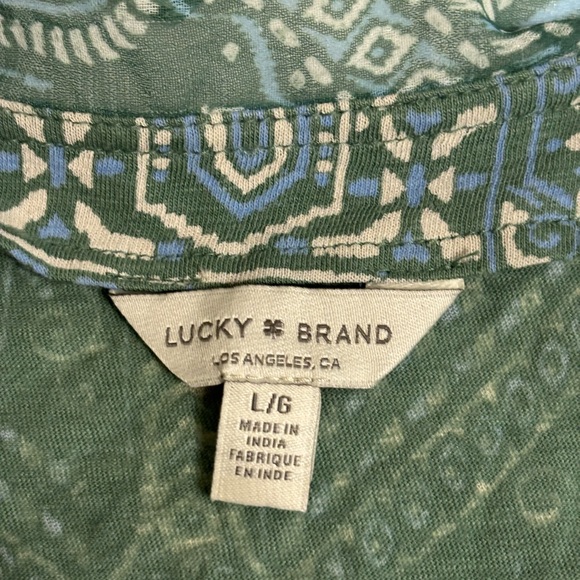 LUCKY BRAND
LOS ANGELES, CA
L/G
MADE IN
INDIA
FABRIQUE
EN INDE